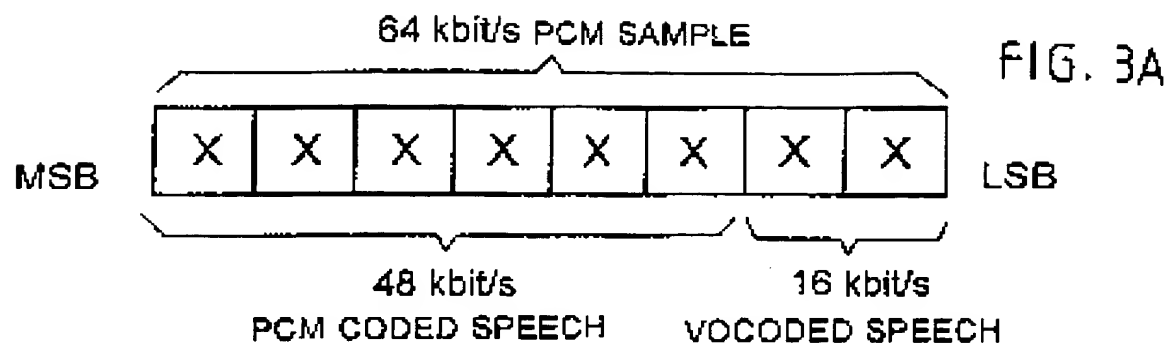 64 kbit/s PCM SAMPLE
FIG. 3A
MSB X X X X X X X X LSB
48 kbit/s 16 kbit/s
PCM CODED SPEECH VOCODED SPEECH